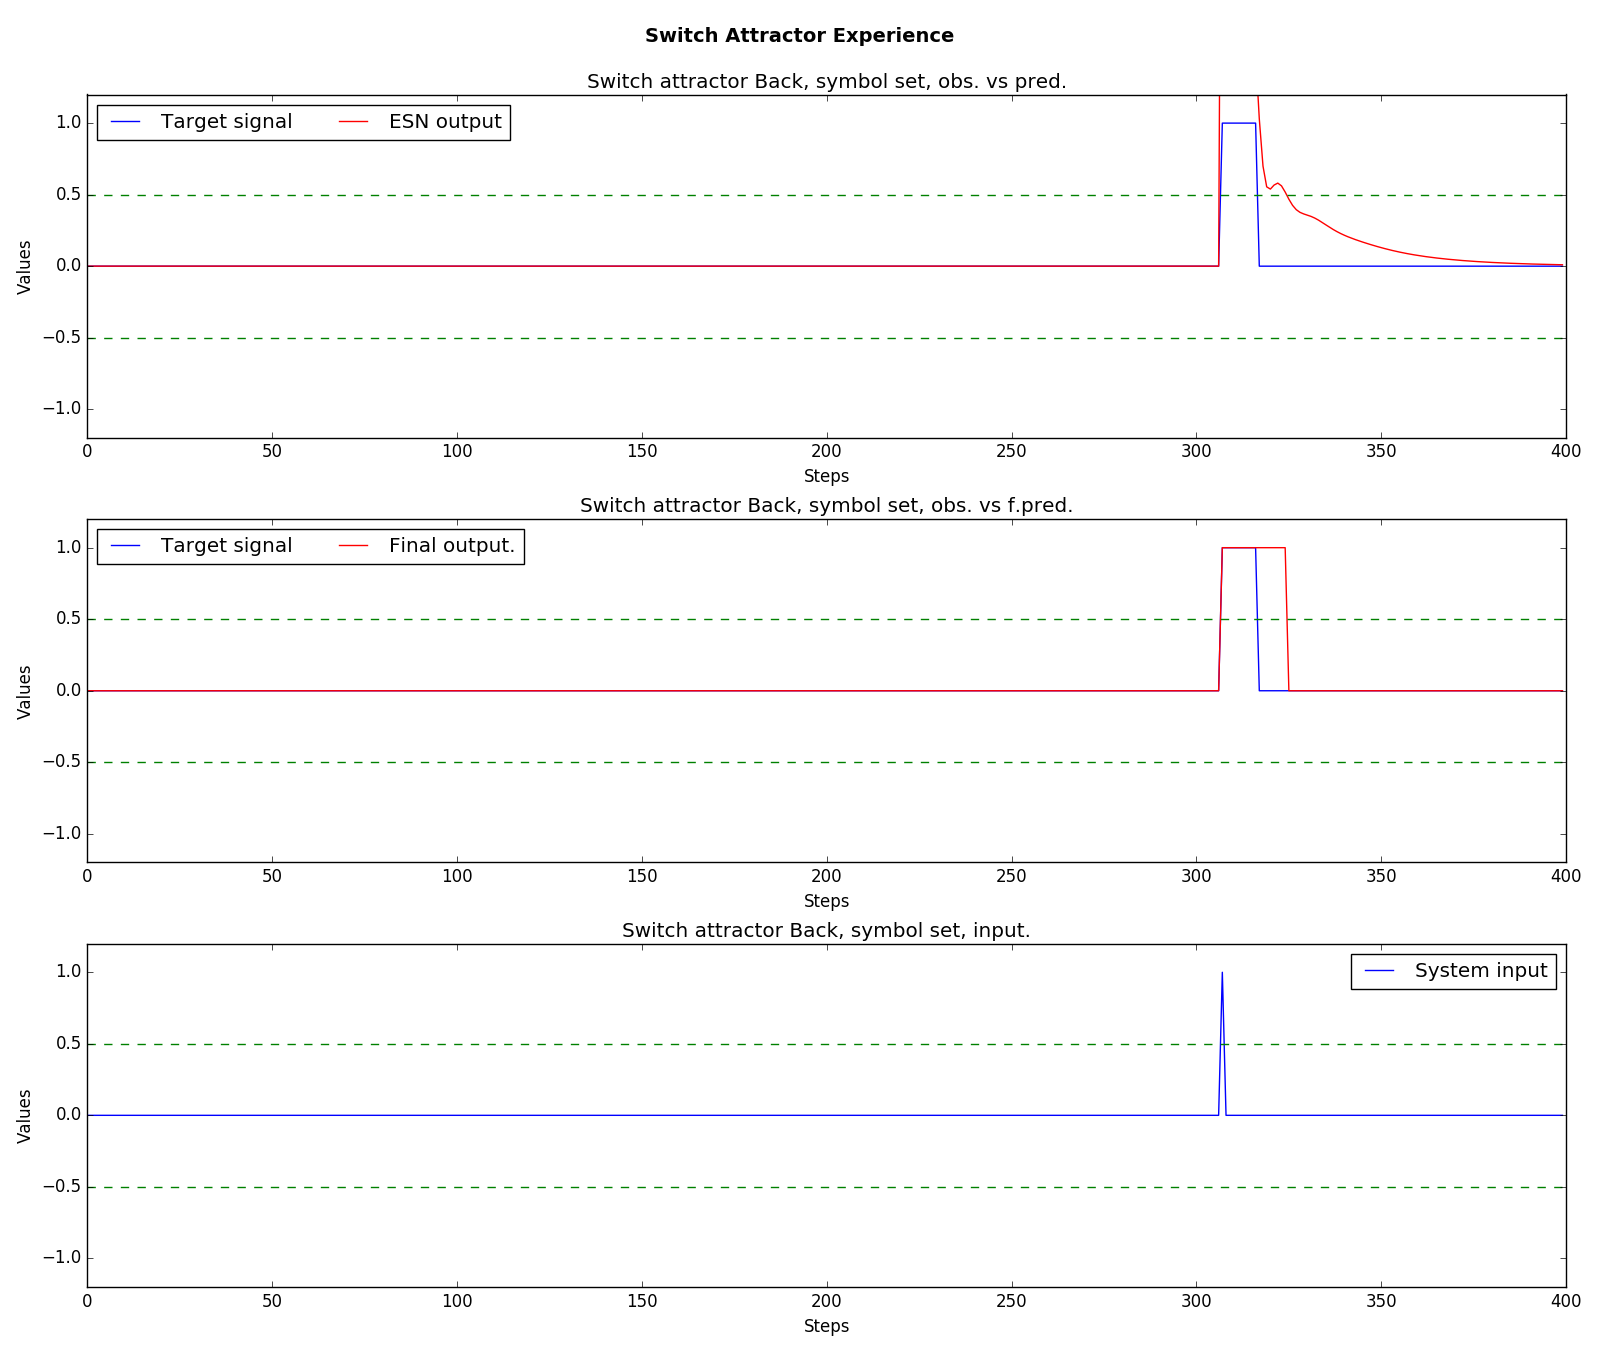 Switch Attractor Experience
Switch attractor Back, symbol set, obs. vs pred.
Target signal ESN output
1.0
0.5
0.0
−0.5
−1.0
Values
0 50 100 150 200 250 300 350 400
Steps
Switch attractor Back, symbol set, obs. vs f.pred.
Target signal Final output.
1.0
0.5
0.0
−0.5
−1.0
Values
0 50 100 150 200 250 300 350 400
Steps
Switch attractor Back, symbol set, input.
System input
1.0
0.5
0.0
−0.5
−1.0
Values
0 50 100 150 200 250 300 350 400
Steps